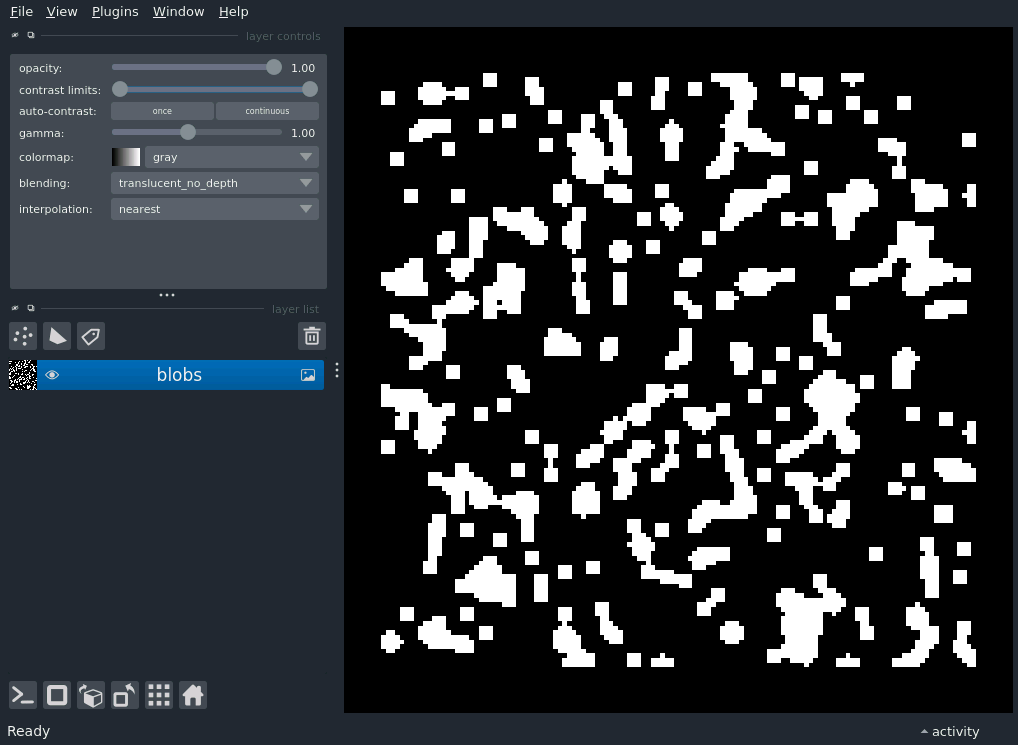 File View Plugins Window Help
layer controls
opacity: 1.00
contrast limits:
auto-contrast: once continuous
gamma: 1.00
colormap: gray
blending: translucent_no_depth
interpolation: nearest
layer list
blobs
Ready activity